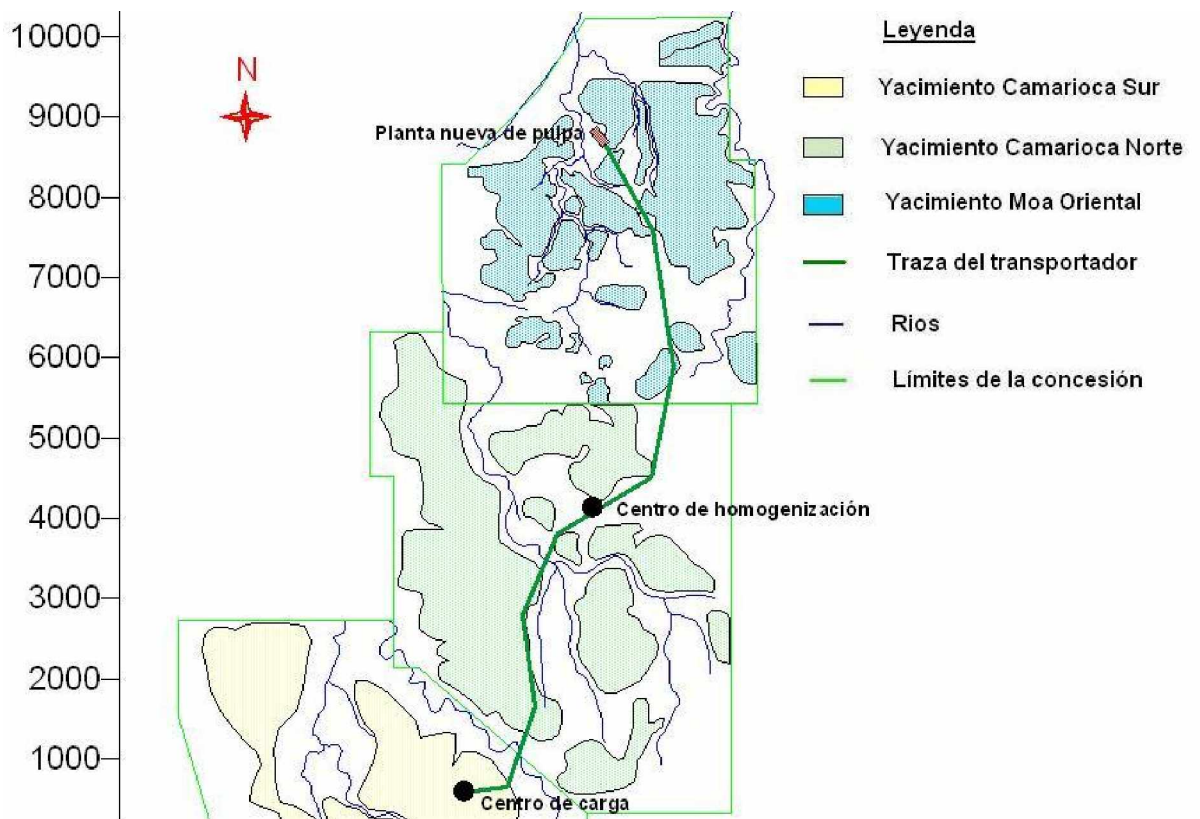 10000
9000
8000
7000
6000
5000
4000
3000
2000
1000
N
Planta nueva de pulpa
Centro de homogenización
Centro de carga
Leyenda
Yacimiento Camarioca Sur
Yacimiento Camarioca Norte
Yacimiento Moa Oriental
Traza del transportador
Rios
Límites de la concesión